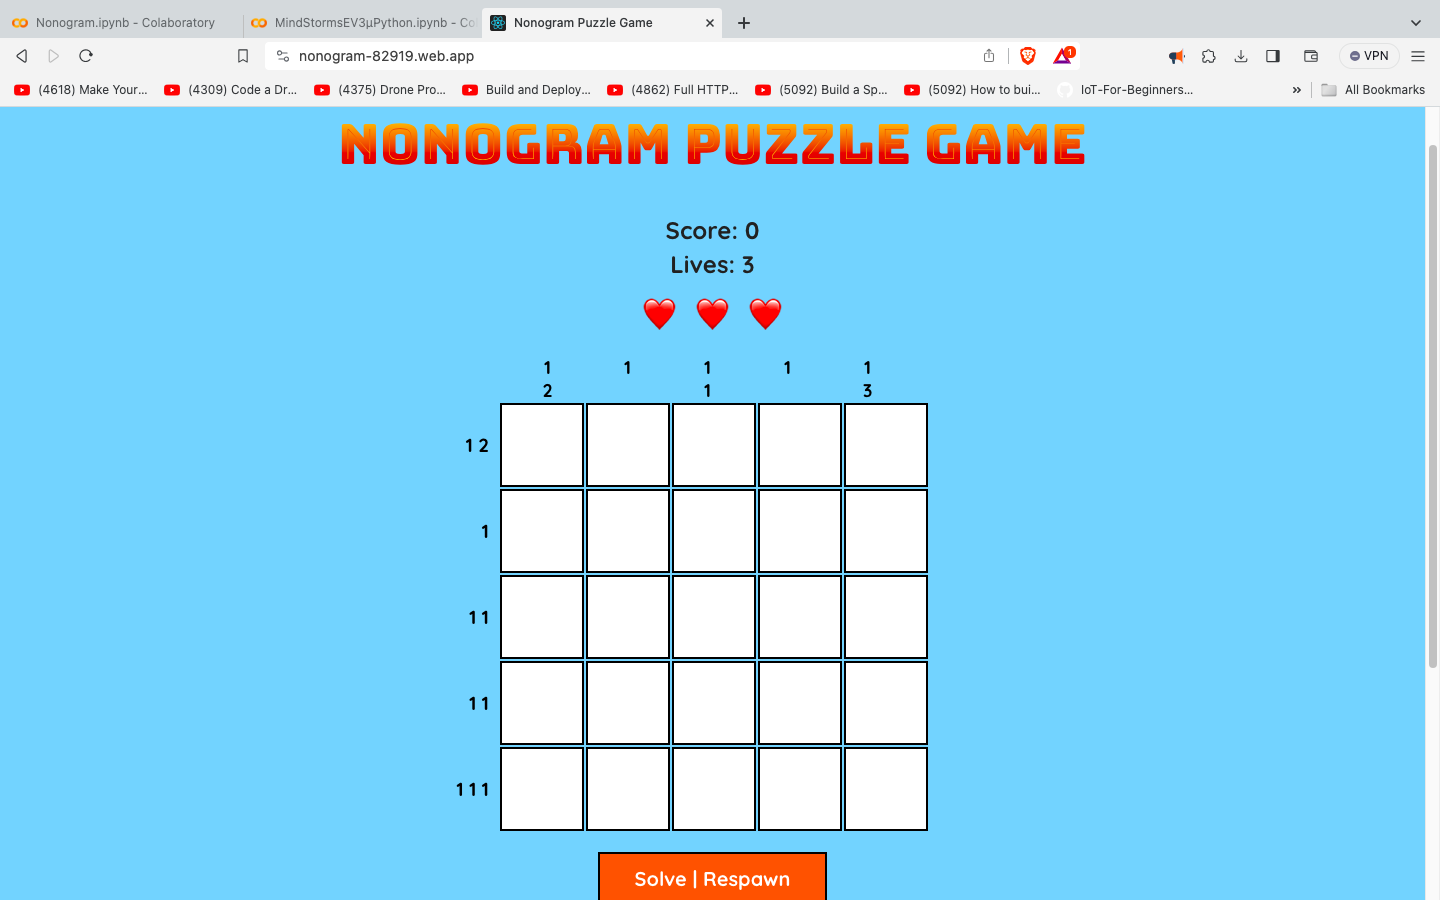 Nonogram.ipynb - Colaboratory
MindStormsEV3µPython.ipynb - Co
Nonogram Puzzle Game
nonogram-82919.web.app
1
VPN
(4618) Make Your...
(4309) Code a Dr...
(4375) Drone Pro...
Build and Deploy...
(4862) Full HTTP...
(5092) Build a Sp...
(5092) How to bui...
IoT-For-Beginners...
»
All Bookmarks
NONOGRAM PUZZLE GAME
Score: 0
Lives: 3
1 1 1 1 1
2 1 3
1 2
1
1 1
1 1
1 1 1
Solve | Respawn